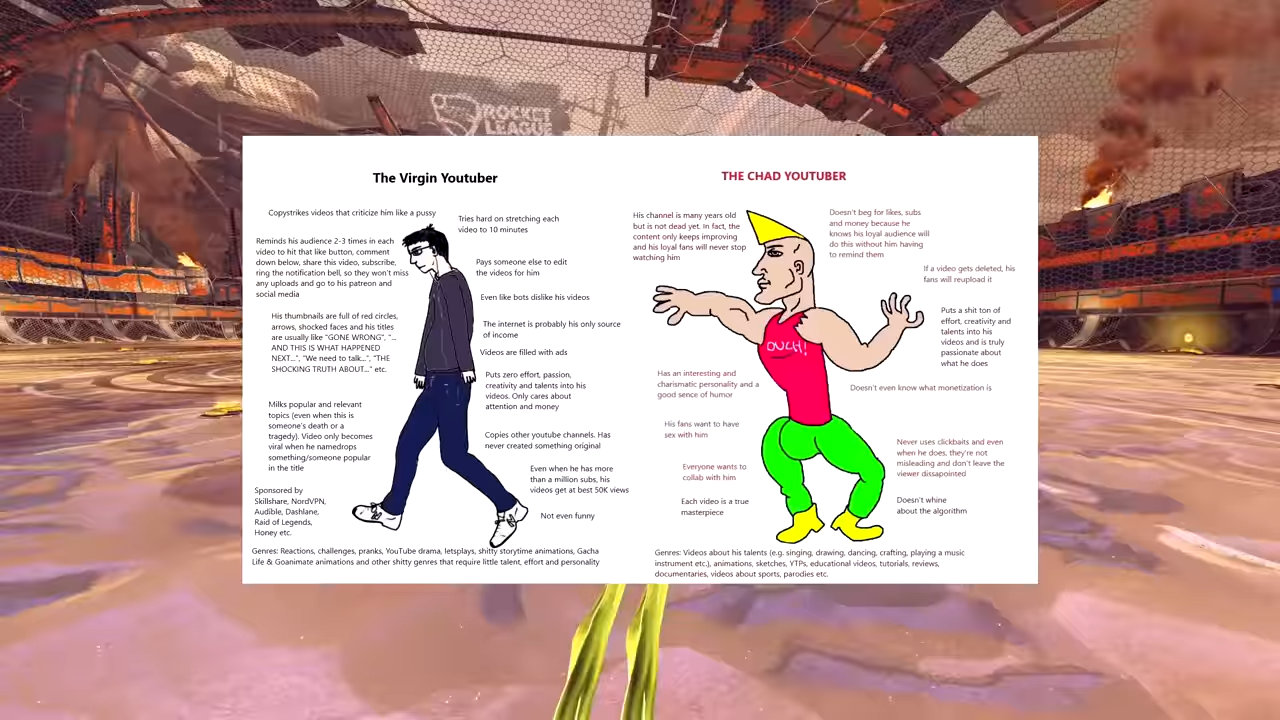 ROCKET
LEAGUE
The Virgin Youtuber
Copystrikes videos that criticize him like a pussy
Tries hard on stretching each
video to 10 minutes
Reminds his audience 2-3 times in each
video to hit that like button, comment
down below, share this video, subscribe,
ring the notification bell, so they won't miss
any uploads and go to his patreon and
social media
Pays someone else to edit
the videos for him
Even like bots dislike his videos
His thumbnails are full of red circles,
arrows, shocked faces and his titles
are usually like "GONE WRONG", "...
AND THIS IS WHAT HAPPENED
NEXT...", "We need to talk...", "THE
SHOCKING TRUTH ABOUT..." etc.
The internet is probably his only source
of income
Videos are filled with ads
Puts zero effort, passion,
creativity and talents into his
videos. Only cares about
attention and money
Milks popular and relevant
topics (even when this is
someone's death or a
tragedy). Video only becomes
viral when he namedrops
something/someone popular
in the title
Copies other youtube channels. Has
never created something original
Even when he has more
than a million subs, his
videos get at best 50K views
Sponsored by
Skillshare, NordVPN,
Audible, Dashlane,
Raid of Legends,
Honey etc.
Not even funny
Genres: Reactions, challenges, pranks, YouTube drama, letsplays, shitty storytime animations, Gacha
Life & Goanimate animations and other shitty genres that require little talent, effort and personality
THE CHAD YOUTUBER
His channel is many years old
but is not dead yet. In fact, the
content only keeps improving
and his loyal fans will never stop
watching him
Doesn't beg for likes, subs
and money because he
knows his loyal audience will
do this without him having
to remind them
If a video gets deleted, his
fans will reupload it
Puts a shit ton of
effort, creativity and
talents into his
videos and is truly
passionate about
what he does
OUCH!
Has an interesting and
charismatic personality and a
good sence of humor
Doesn't even know what monetization is
His fans want to have
sex with him
Never uses clickbaits and even
when he does, they're not
misleading and don't leave the
viewer dissapointed
Everyone wants to
collab with him
Each video is a true
masterpiece
Doesn't whine
about the algorithm
Genres: Videos about his talents (e.g. singing, drawing, dancing, crafting, playing a music
instrument etc.), animations, sketches, YTPs, educational videos, tutorials, reviews,
documentaries, videos about sports, parodies etc.